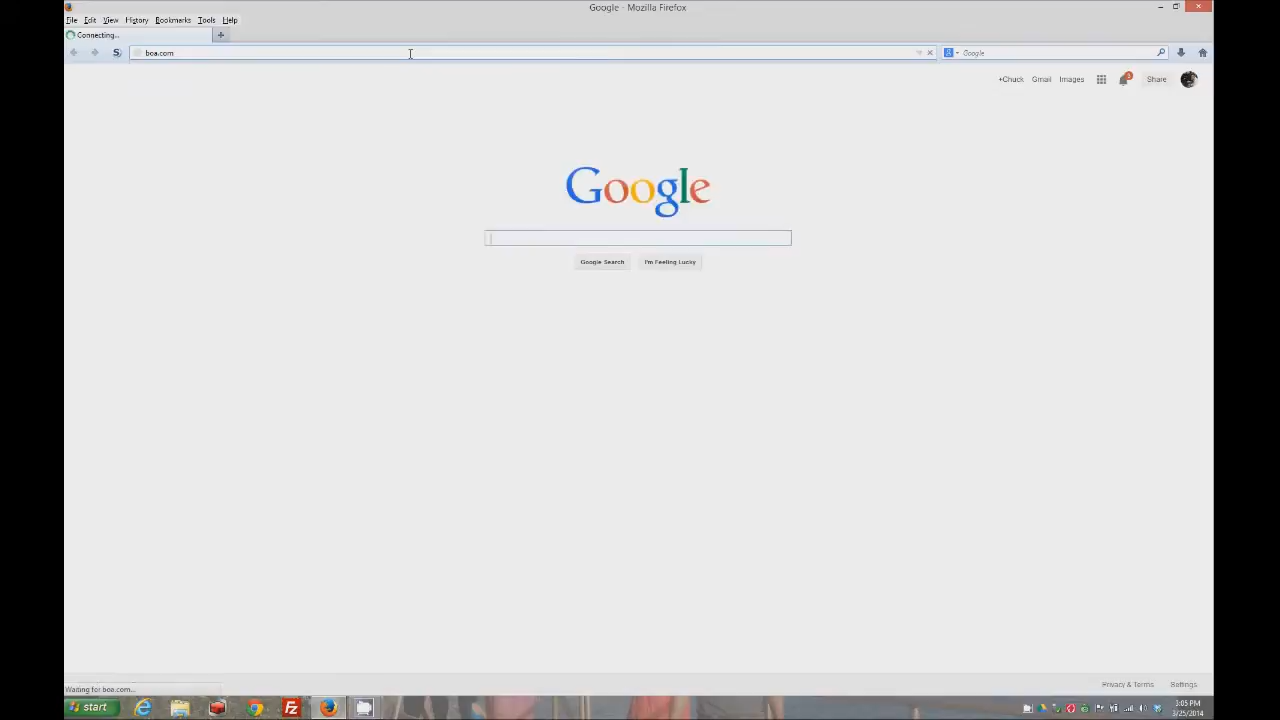 Google - Mozilla Firefox
File Edit View History Bookmarks Tools Help
Connecting...
boa.com
Google
+Chuck Gmail Images 3 Share
Google
Google Search I'm Feeling Lucky
Waiting for boa.com...
Privacy & Terms Settings
start
3:05 PM
3/25/2014